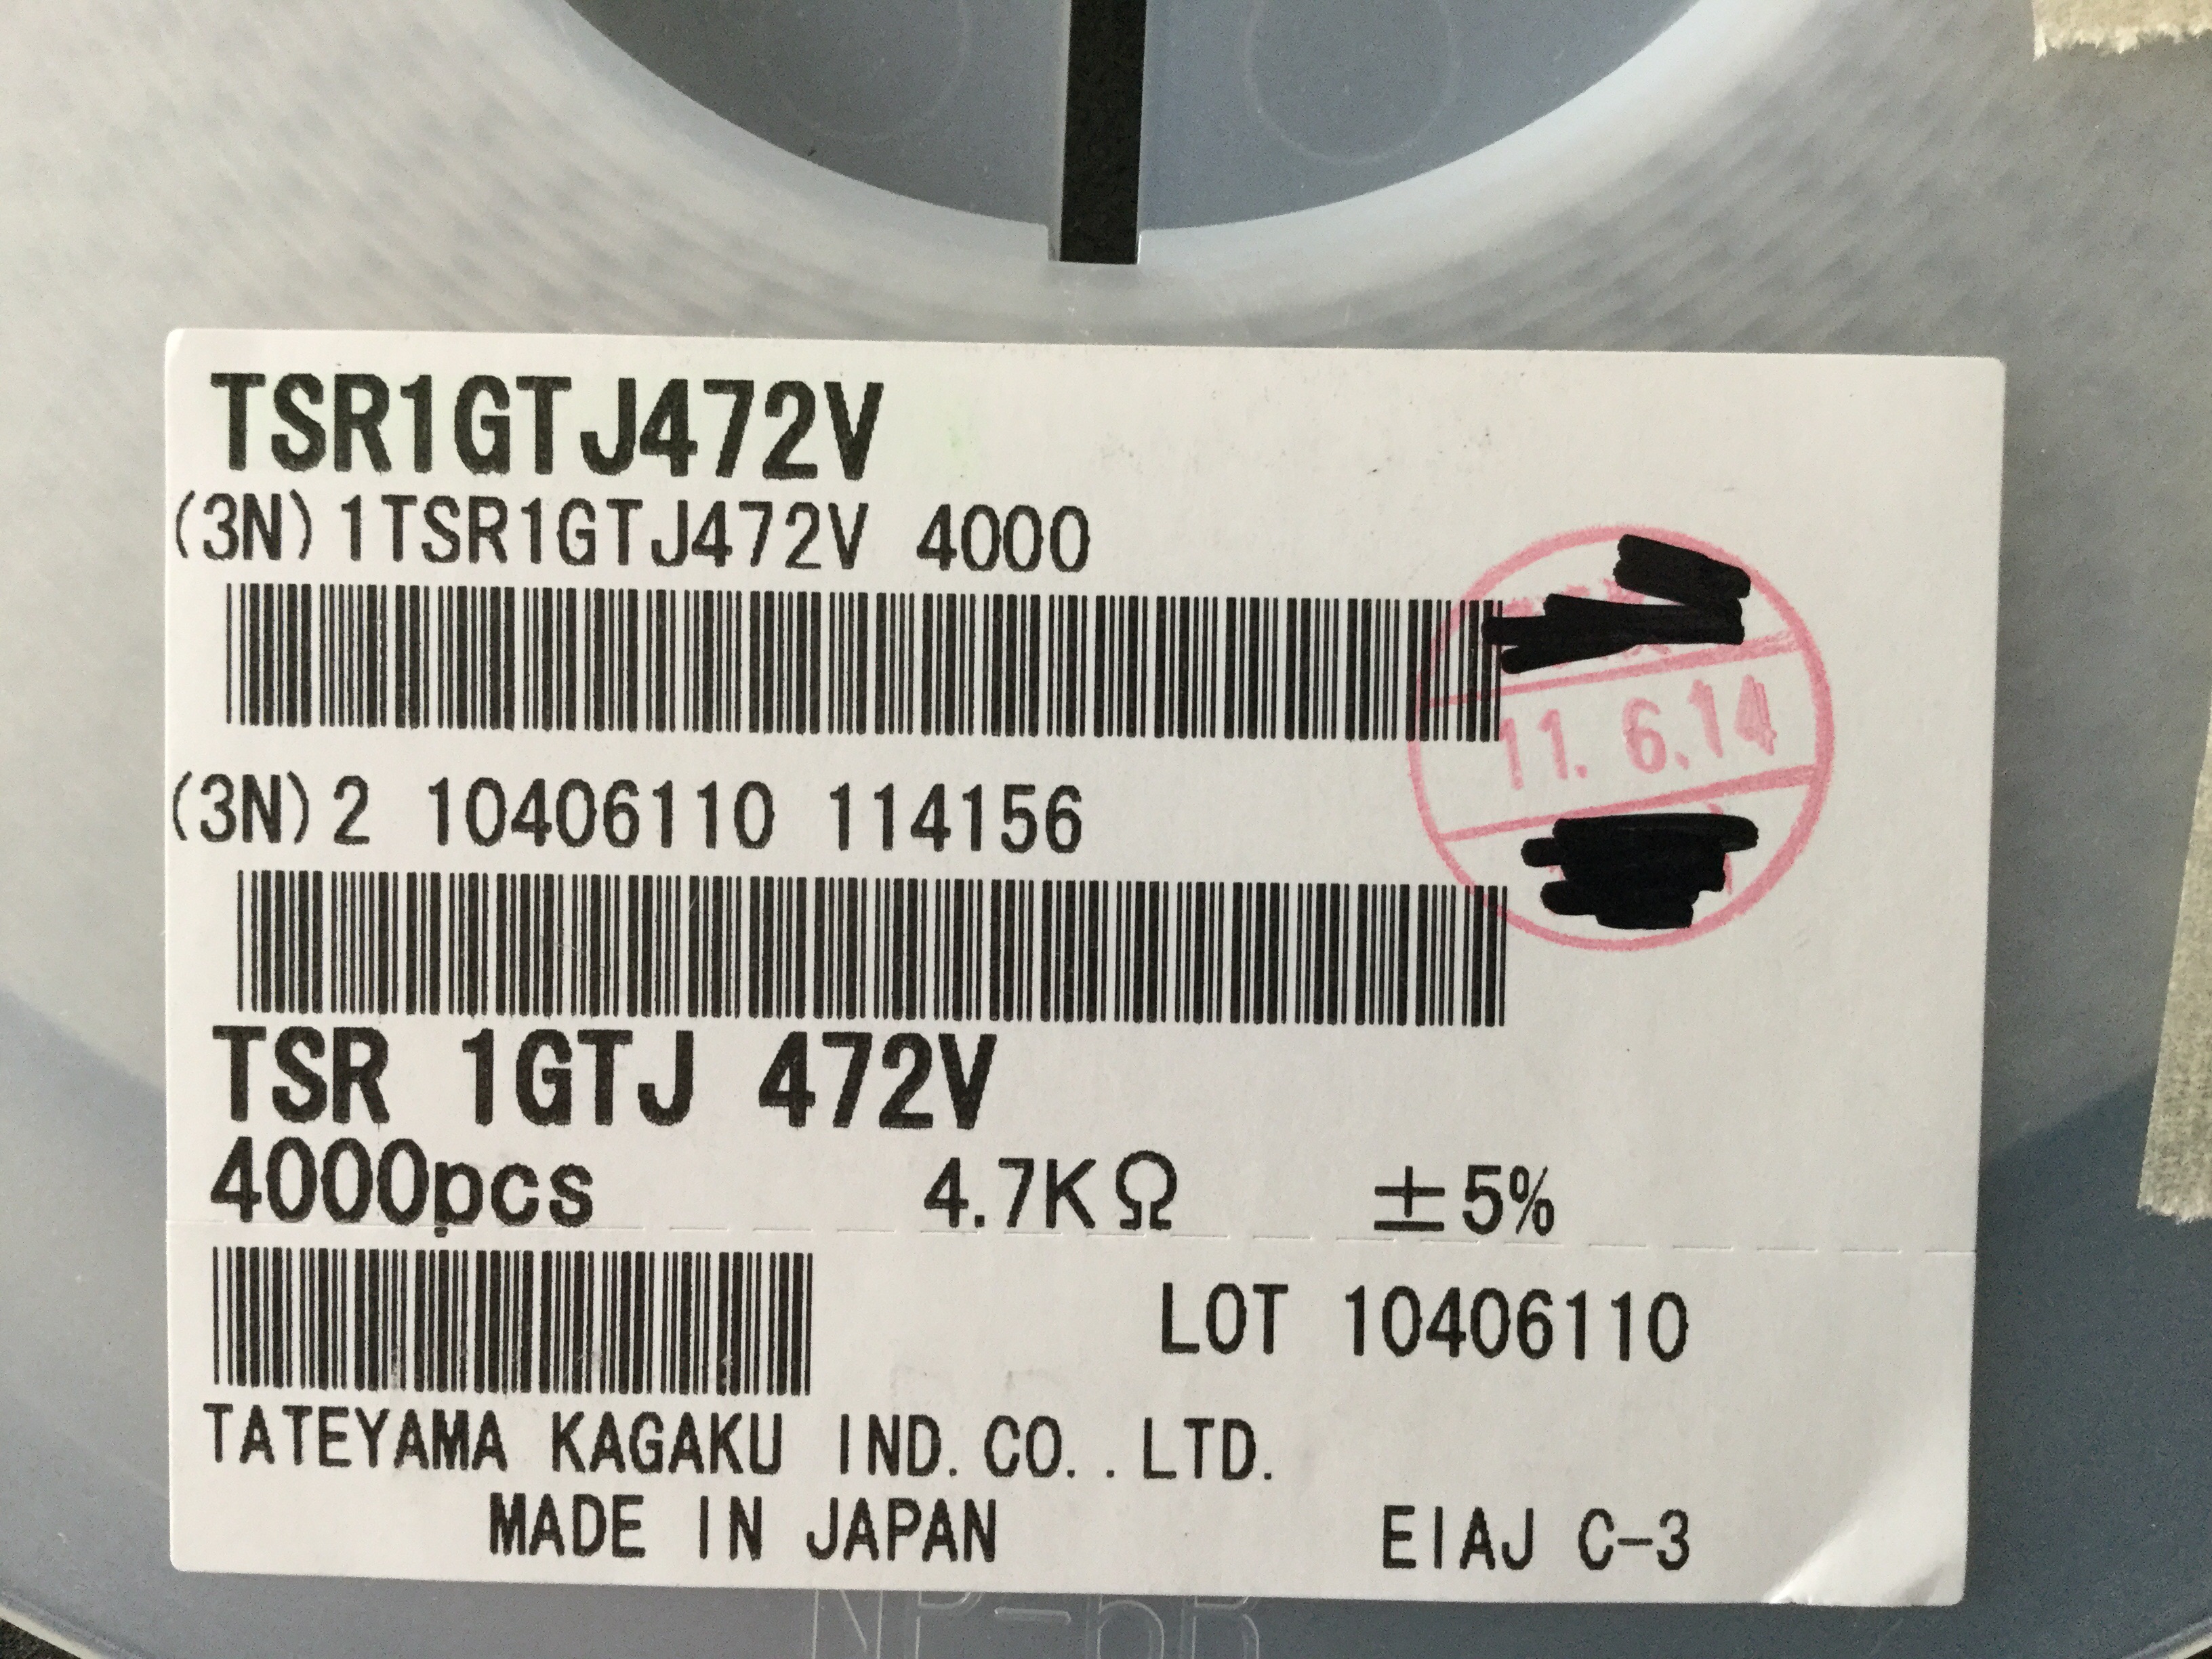 TSR1GTJ472V
(3N)1TSR1GTJ472V 4000
11. 6.14
(3N)2 10406110 114156
TSR 1GTJ 472V
4000pcs 4.7KΩ ±5%
LOT 10406110
TATEYAMA KAGAKU IND.CO..LTD.
MADE IN JAPAN EIAJ C-3